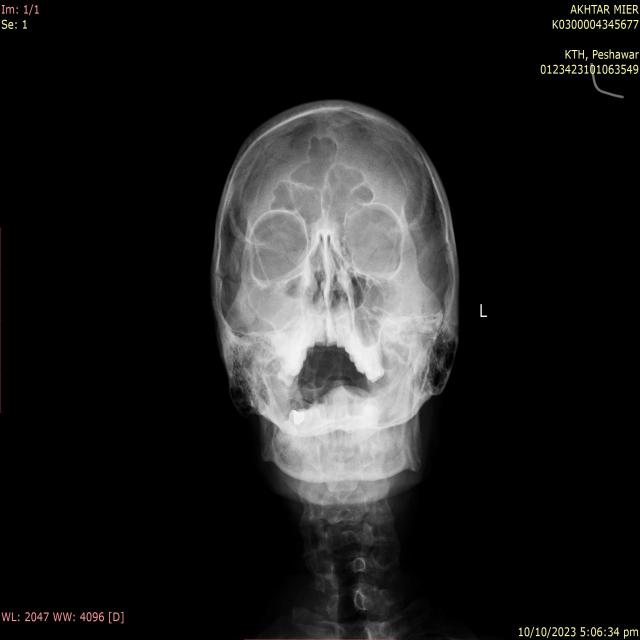 Im: 1/1
Se: 1
AKHTAR MIER
K0300004345677
KTH, Peshawar
0123423101063549
L
WL: 2047 WW: 4096 [D]
10/10/2023 5:06:34 pm